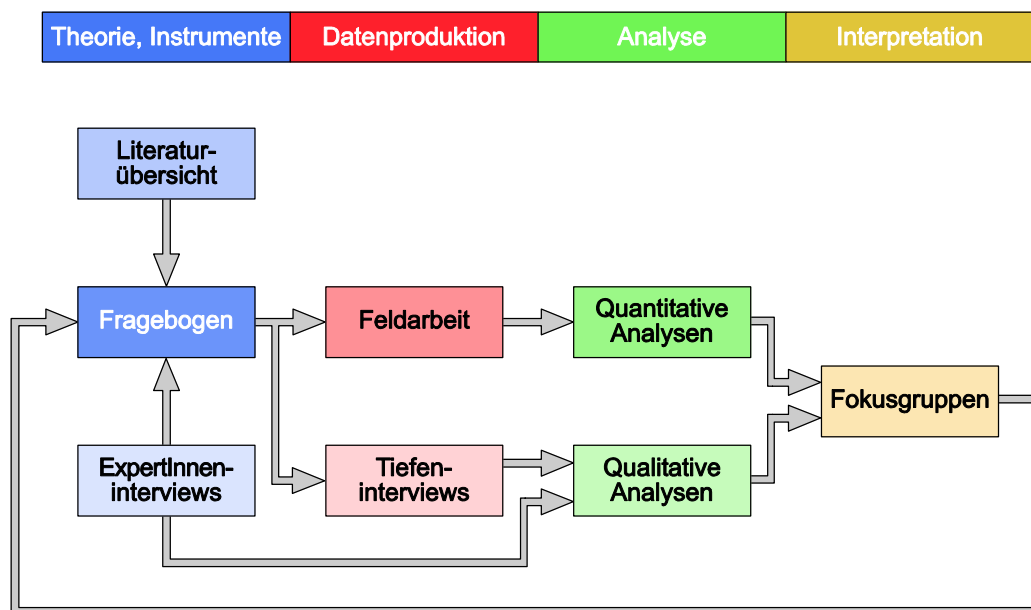 Theorie, Instrumente Datenproduktion Analyse Interpretation
Literatur-
übersicht
Fragebogen
Feldarbeit
Quantitative
Analysen
Fokusgruppen
ExpertInnen-
interviews
Tiefen-
interviews
Qualitative
Analysen